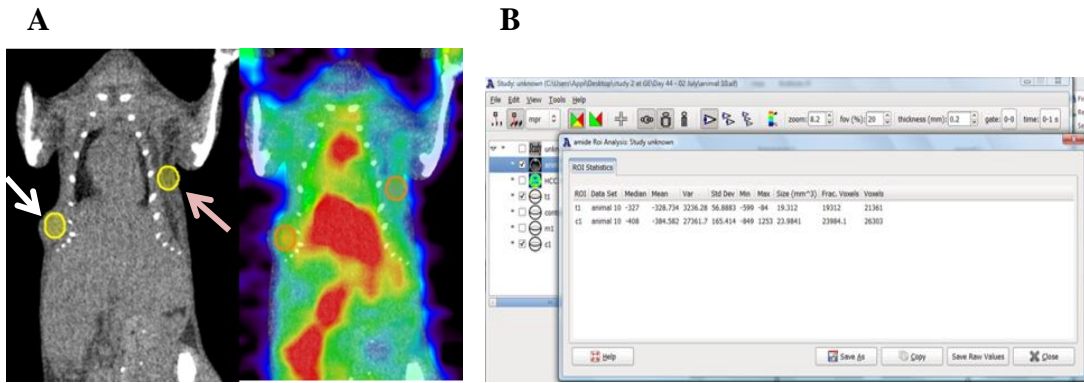 A B
Study: unknown (C:\Users\Appl\Desktop\study 2 at GE\Day 44 - 02 July\animal 10.xif)
File Edit View Tools Help
mpr zoom: 8.2 fov (%): 20 thickness (mm): 0.2 gate: 0-0 time: 0-1 s
amide Roi Analysis: Study unknown
ROI Statistics
ROI Data Set Median Mean Var Std Dev Min Max Size (mm^3) Frac. Voxels Voxels
t1 animal 10 -327 -328.734 3236.28 56.8883 -599 -84 19.312 19312 21361
c1 animal 10 -408 -384.582 27361.7 165.414 -849 1253 23.9841 23984.1 26303
t1
m1
c1
Help Save As Copy Save Raw Values Close